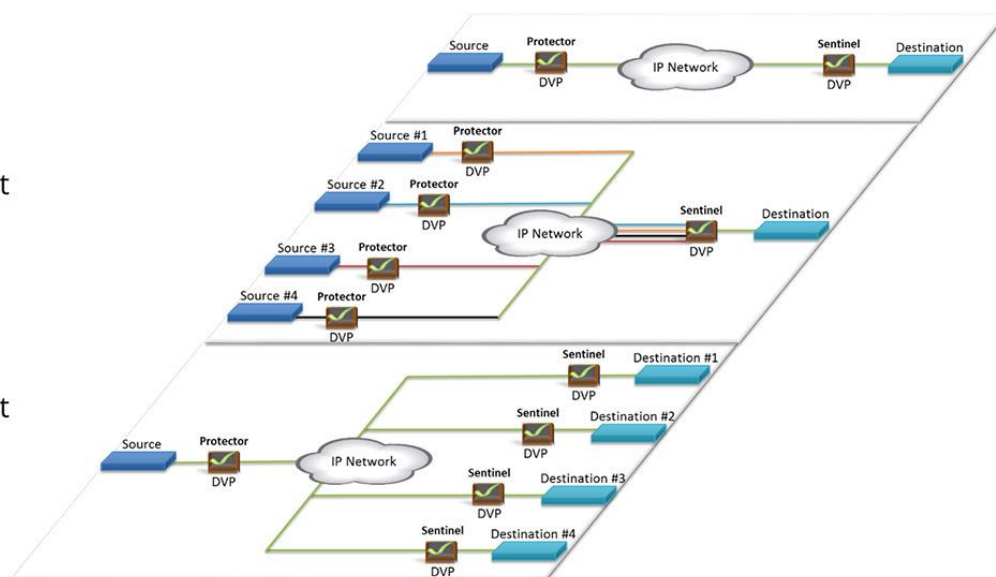 Source
Protector
DVP
IP Network
Sentinel
DVP
Destination
t
Source #1
Protector
DVP
Source #2
Protector
DVP
Source #3
Protector
DVP
Source #4
Protector
DVP
IP Network
Sentinel
DVP
Destination
t
Source
Protector
DVP
IP Network
Sentinel
DVP
Destination #1
Sentinel
DVP
Destination #2
Sentinel
DVP
Destination #3
Sentinel
DVP
Destination #4